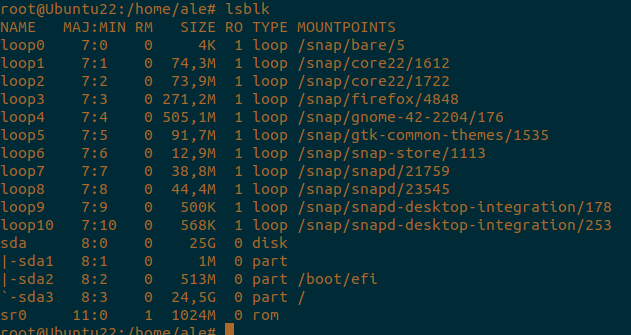 root@Ubuntu22:/home/ale# lsblk
NAME   MAJ:MIN RM   SIZE RO TYPE MOUNTPOINTS
loop0    7:0    0     4K  1 loop /snap/bare/5
loop1    7:1    0  74,3M  1 loop /snap/core22/1612
loop2    7:2    0  73,9M  1 loop /snap/core22/1722
loop3    7:3    0 271,2M  1 loop /snap/firefox/4848
loop4    7:4    0 505,1M  1 loop /snap/gnome-42-2204/176
loop5    7:5    0  91,7M  1 loop /snap/gtk-common-themes/1535
loop6    7:6    0  12,9M  1 loop /snap/snap-store/1113
loop7    7:7    0  38,8M  1 loop /snap/snapd/21759
loop8    7:8    0  44,4M  1 loop /snap/snapd/23545
loop9    7:9    0   500K  1 loop /snap/snapd-desktop-integration/178
loop10   7:10   0   568K  1 loop /snap/snapd-desktop-integration/253
sda      8:0    0    25G  0 disk
|-sda1   8:1    0     1M  0 part
|-sda2   8:2    0   513M  0 part /boot/efi
`-sda3   8:3    0  24,5G  0 part /
sr0     11:0    1  1024M  0 rom
root@Ubuntu22:/home/ale#